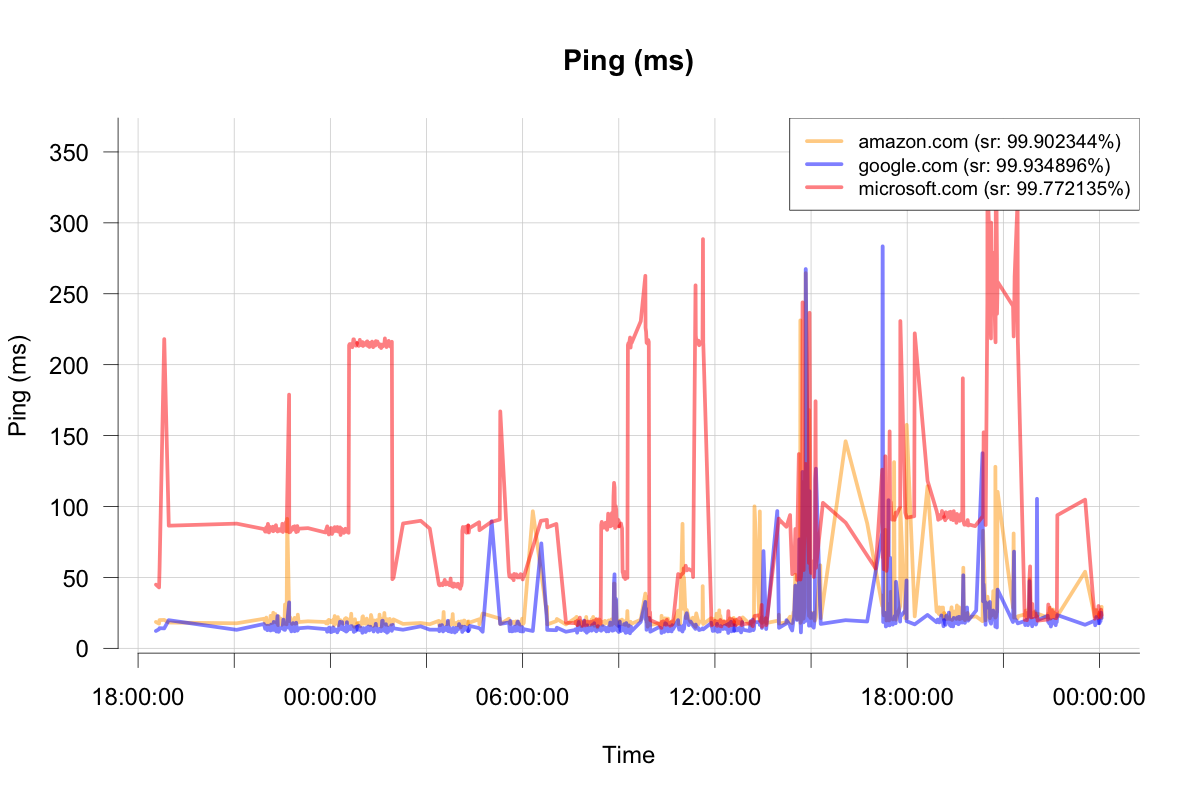 Ping (ms)
amazon.com (sr: 99.902344%)
google.com (sr: 99.934896%)
microsoft.com (sr: 99.772135%)
Ping (ms)
350
300
250
200
150
100
50
0
18:00:00 00:00:00 06:00:00 12:00:00 18:00:00 00:00:00
Time